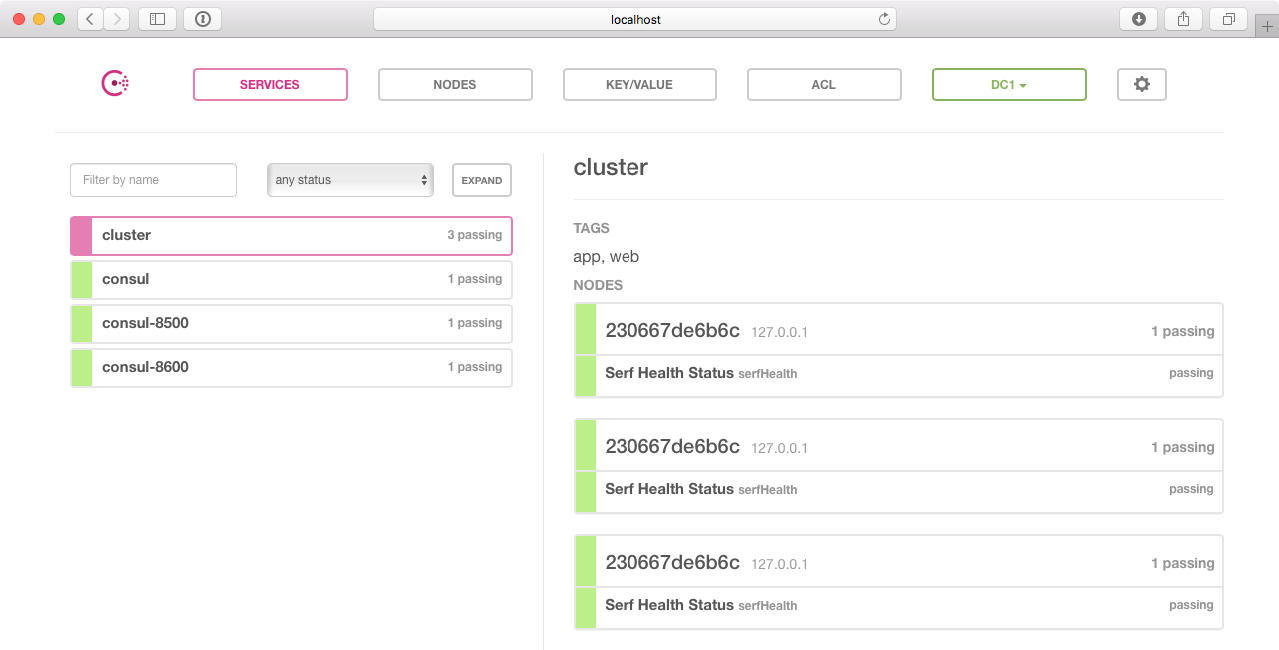 localhost
SERVICES NODES KEY/VALUE ACL DC1
Filter by name any status EXPAND
cluster 3 passing
consul 1 passing
consul-8500 1 passing
consul-8600 1 passing
cluster
TAGS
app, web
NODES
230667de6b6c 127.0.0.1 1 passing
Serf Health Status serfHealth passing
230667de6b6c 127.0.0.1 1 passing
Serf Health Status serfHealth passing
230667de6b6c 127.0.0.1 1 passing
Serf Health Status serfHealth passing